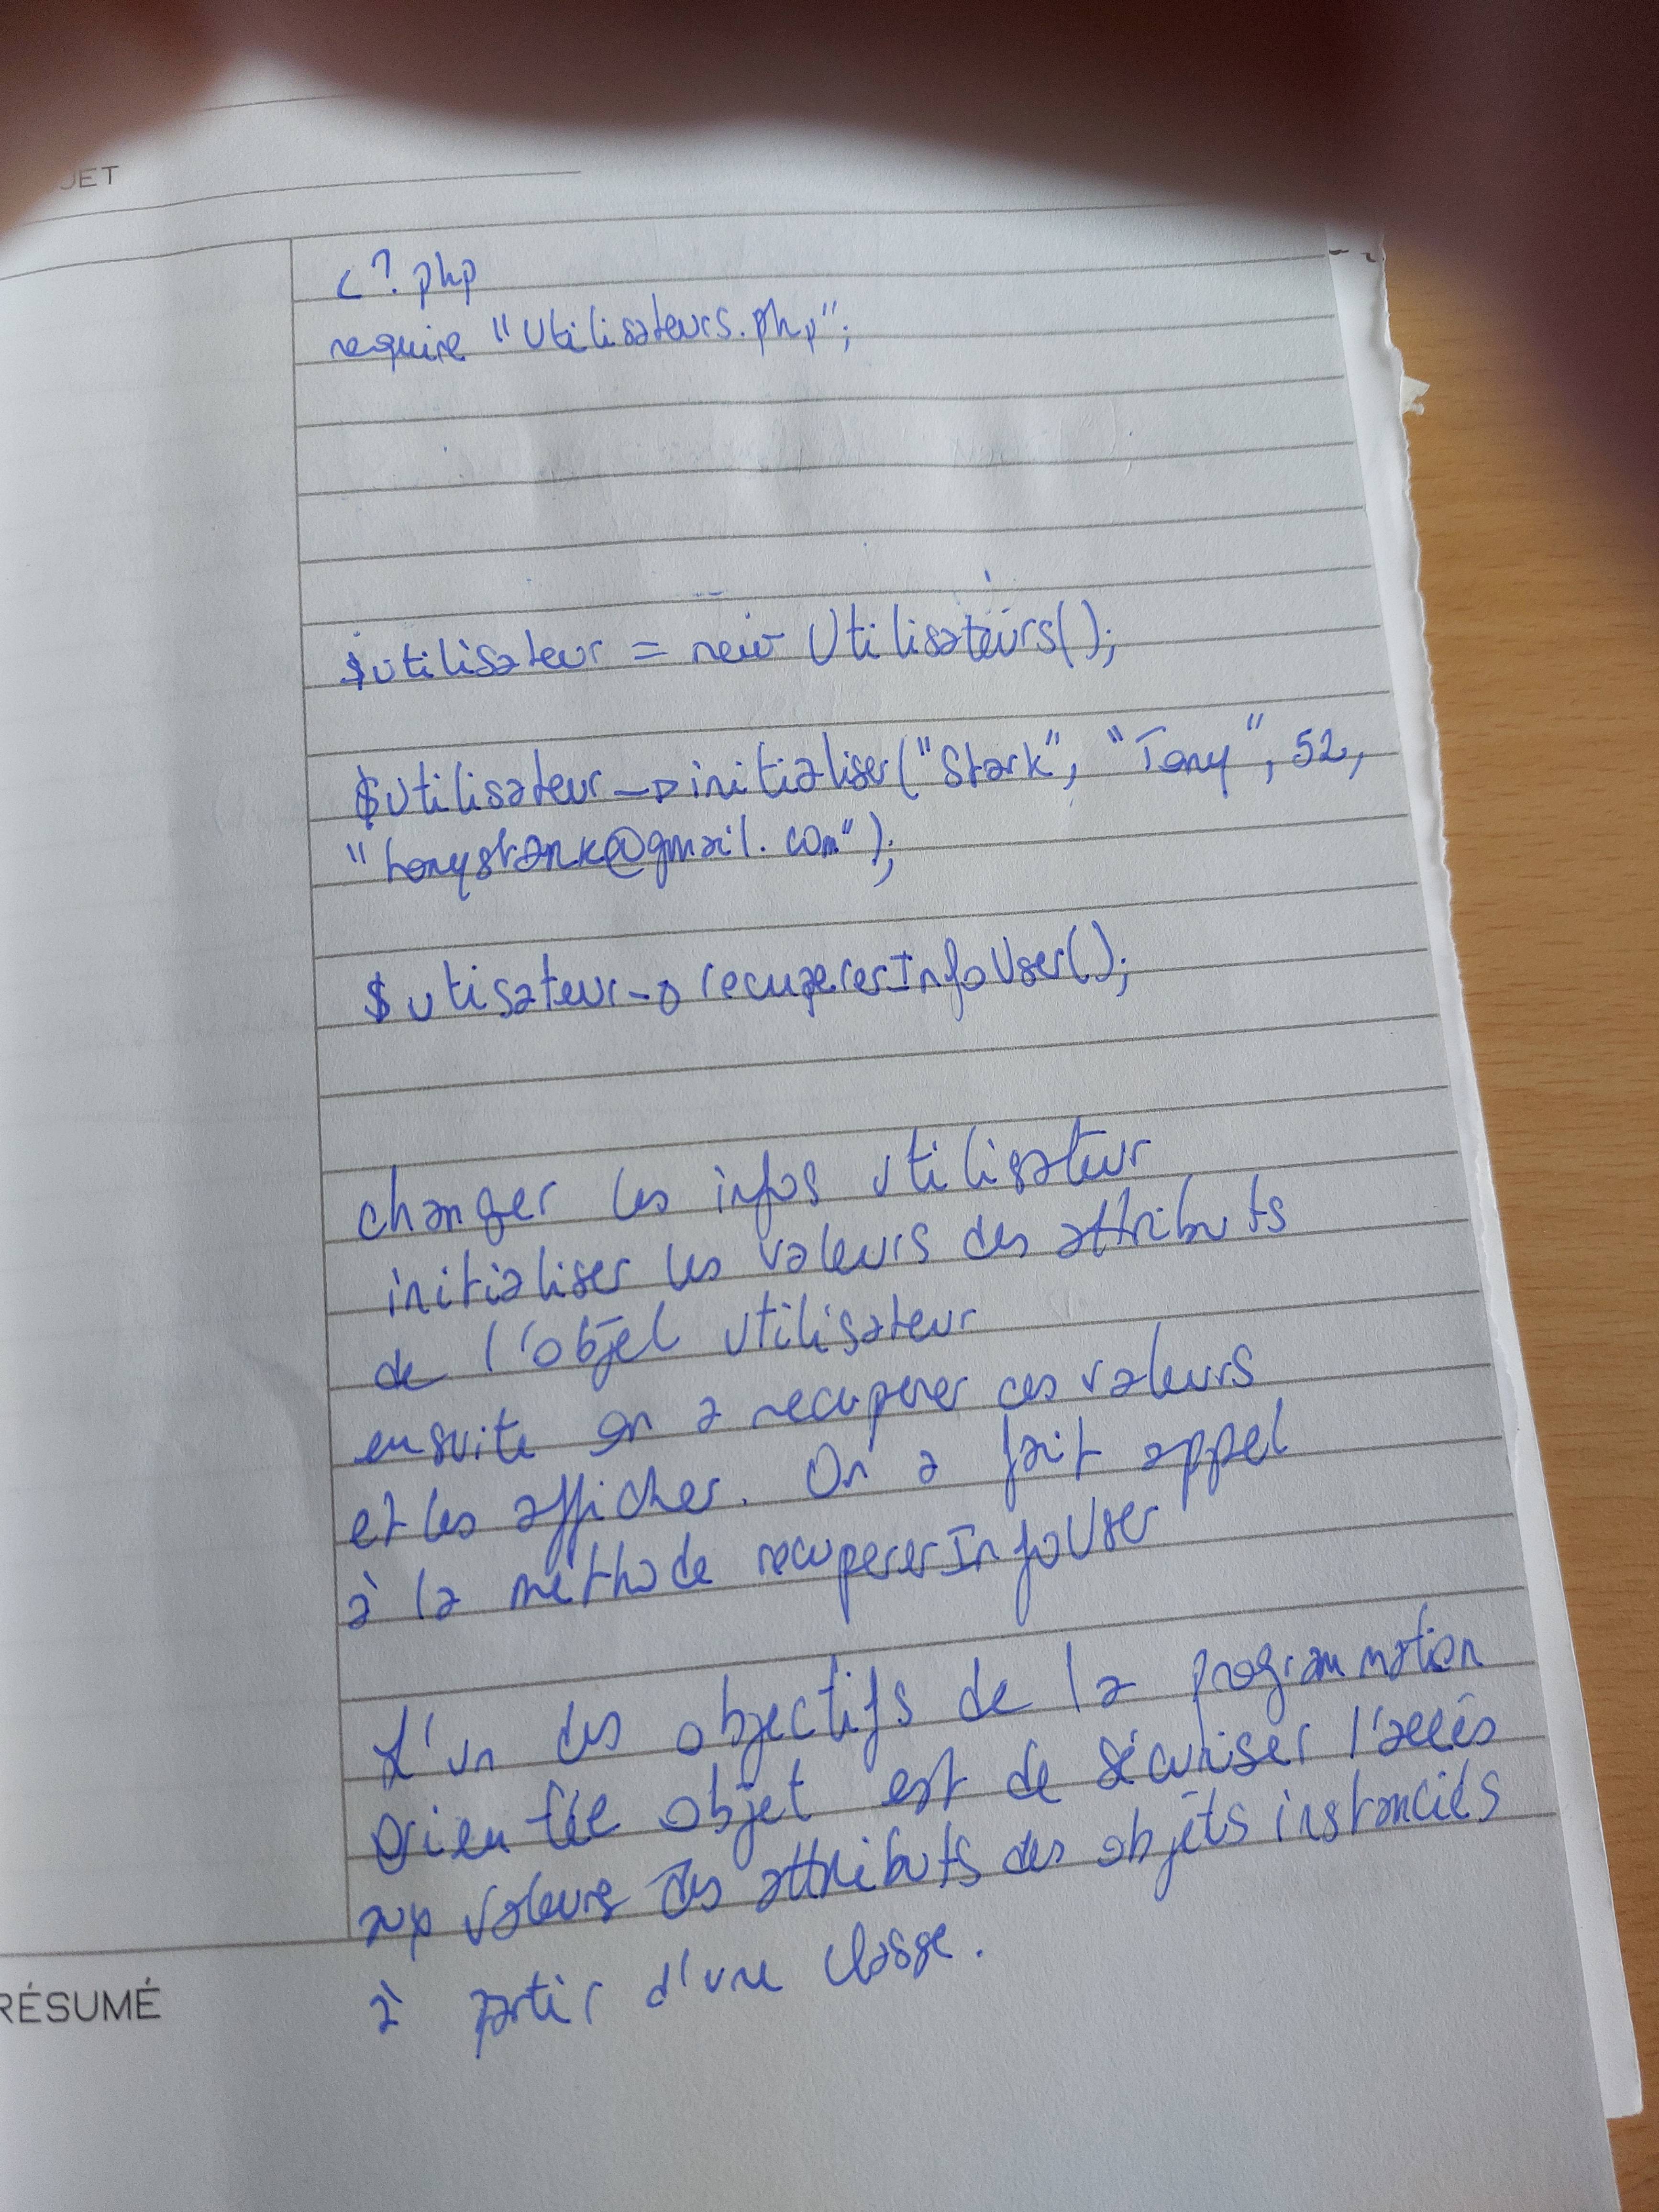 JET
<?php
require "Utilisateurs.php";
$utilisateur = new Utilisateurs();
$utilisateur->initialiser("Stark", "Tony", 52,
"tonystark@gmail.com");
$utisateur->recupererInfoUser();
changer les infos utilisateur
initialiser les valeurs des attributs
de l'objet utilisateur
ensuite on a recuperer ces valeurs
et les afficher. On a fait appel
à la méthode recupererInfoUser
L'un des objectifs de la programmation
Orientée objet est de sécuriser l'accès
aux valeurs des attributs des objets instanciés
à partir d'une classe.
RÉSUMÉ